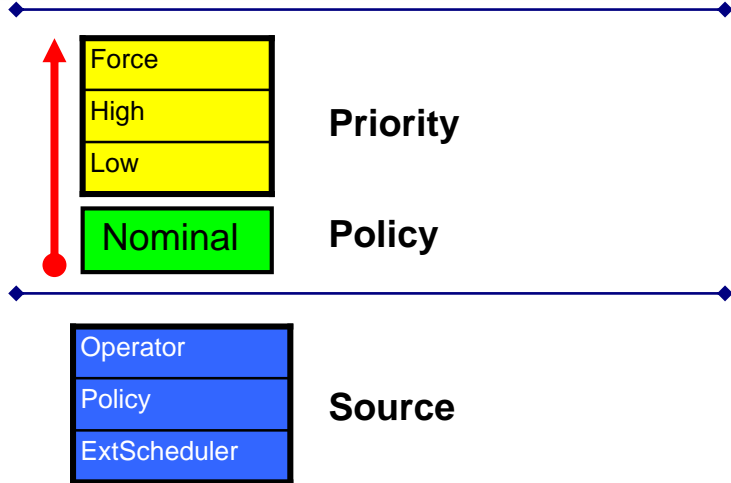 Force
High
Low
Priority
Nominal
Policy
Operator
Policy
ExtScheduler
Source